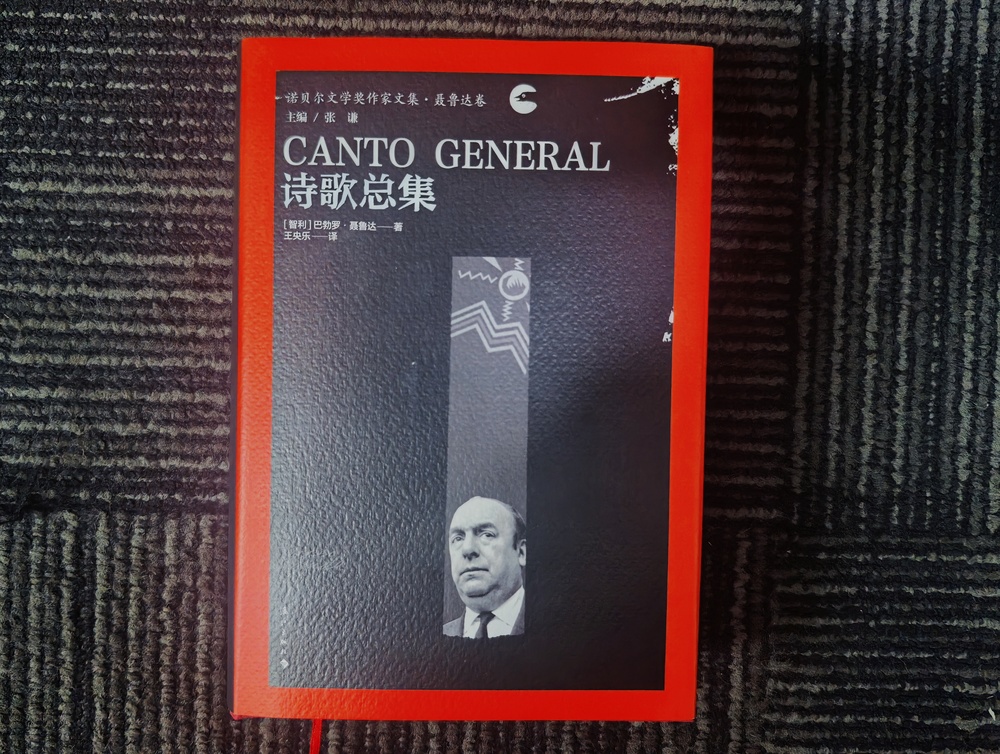 诺贝尔文学奖作家文集·聂鲁达卷
主编 / 张 谦
CANTO GENERAL
诗歌总集
[智利]巴勃罗·聂鲁达——著
王央乐——译